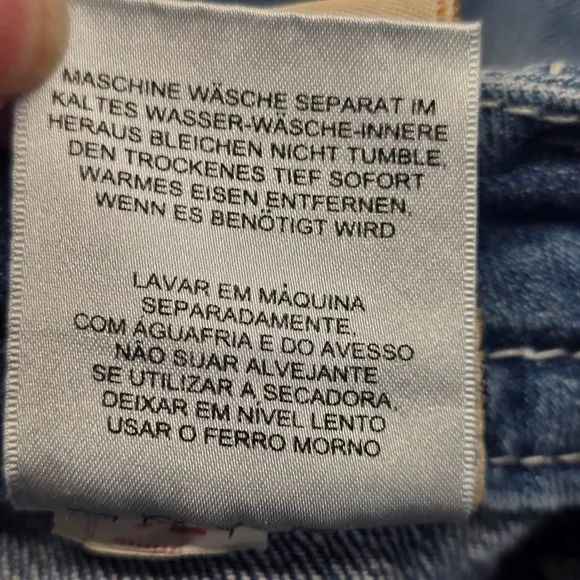 MASCHINE WÄSCHE SEPARAT IM
KALTES WASSER-WÄSCHE-INNERE
HERAUS BLEICHEN NICHT TUMBLE.
DEN TROCKENES TIEF SOFORT
WARMES EISEN ENTFERNEN,
WENN ES BENÖTIGT WIRD
LAVAR EM MÁQUINA
SEPARADAMENTE,
COM AGUAFRIA E DO AVESSO
NÃO SUAR ALVEJANTE
SE UTILIZAR A SECADORA,
DEIXAR EM NÍVEL LENTO
USAR O FERRO MORNO